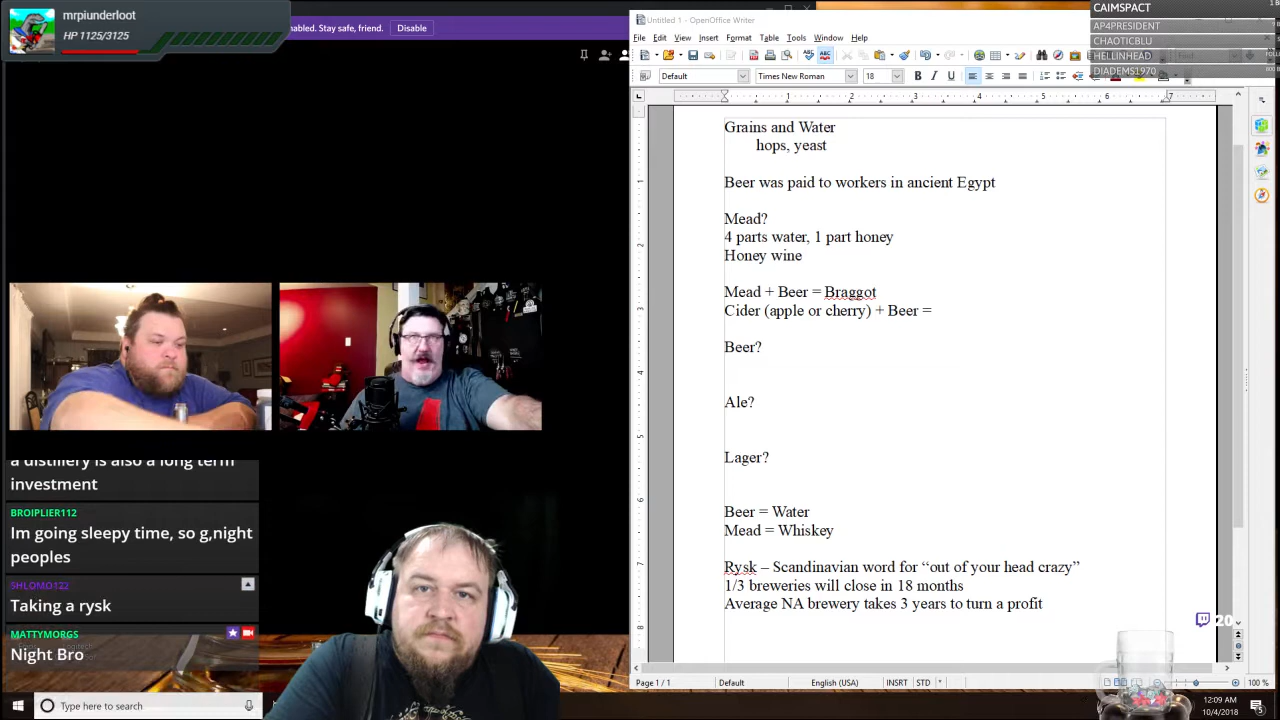 mrpiunderloot
HP 1125/3125
nabled. Stay safe, friend.
Disable
Untitled 1 - OpenOffice Writer
File Edit View Insert Format Table Tools Window Help
Default
Times New Roman
18
CAIMSPACT
AP4PRESIDENT
CHAOTICBLU
HELLINHEAD
DIADEMS1970
Grains and Water
hops, yeast
Beer was paid to workers in ancient Egypt
Mead?
4 parts water, 1 part honey
Honey wine
Mead + Beer = Braggot
Cider (apple or cherry) + Beer =
Beer?
Ale?
Lager?
Beer = Water
Mead = Whiskey
Rysk – Scandinavian word for “out of your head crazy”
1/3 breweries will close in 18 months
Average NA brewery takes 3 years to turn a profit
a distillery is also a long term
investment
BROIPLIER112
Im going sleepy time, so g,night
peoples
SHLOMO122
Taking a rysk
MATTYMORGS
Night Bro
20
Page 1 / 1
Default
English (USA)
INSRT
STD
*
100 %
Type here to search
12:09 AM
10/4/2018